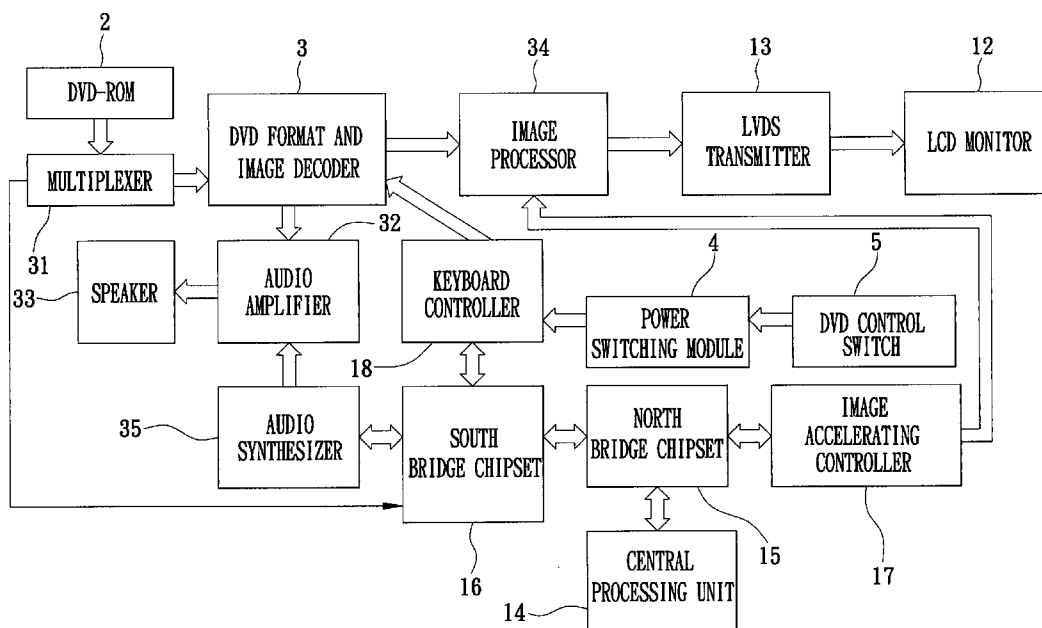 2
3
34
13
12
DVD-ROM
DVD FORMAT AND
IMAGE DECODER
IMAGE
PROCESSOR
LVDS
TRANSMITTER
LCD MONITOR
MULTIPLEXER
31
32
4
5
33
SPEAKER
AUDIO
AMPLIFIER
KEYBOARD
CONTROLLER
POWER
SWITCHING MODULE
DVD CONTROL
SWITCH
18
35
AUDIO
SYNTHESIZER
SOUTH
BRIDGE CHIPSET
NORTH
BRIDGE CHIPSET
IMAGE
ACCELERATING
CONTROLLER
16
15
17
14
CENTRAL
PROCESSING UNIT